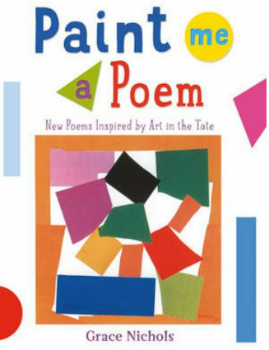 Paint me
a Poem
New Poems Inspired by Art in the Tate
Grace Nichols